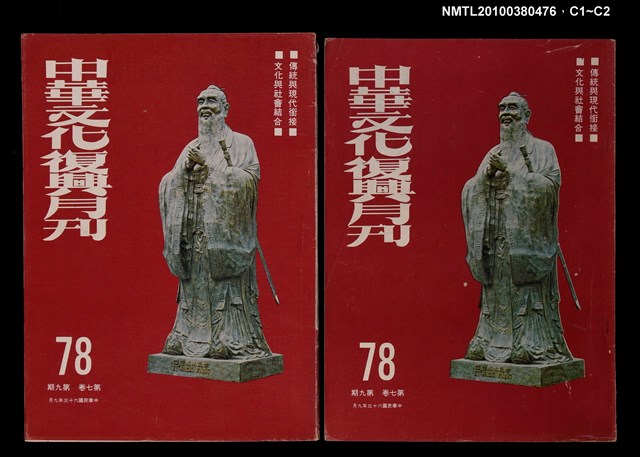 NMTL20100380476，C1~C2
■傳統與現代銜接■
■文化與社會結合■
中華文化復興月刊
78
第七卷 第九期
中華民國六十三年九月
■傳統與現代銜接■
■文化與社會結合■
中華文化復興月刊
78
第七卷 第九期
中華民國六十三年九月